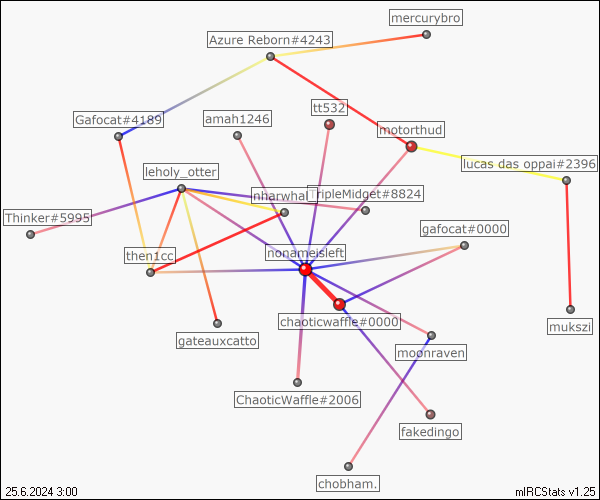 mercurybro
Azure Reborn#4243
tt532
Gafocat#4189
amah1246
motorthud
lucas das oppai#2396
leholy_otter
nharwhal
TripleMidget#8824
Thinker#5995
gafocat#0000
then1cc
nonameisleft
chaoticwaffle#0000
mukszi
gateauxcatto
moonraven
ChaoticWaffle#2006
fakedingo
chobham.
25.6.2024 3:00
mIRCStats v1.25